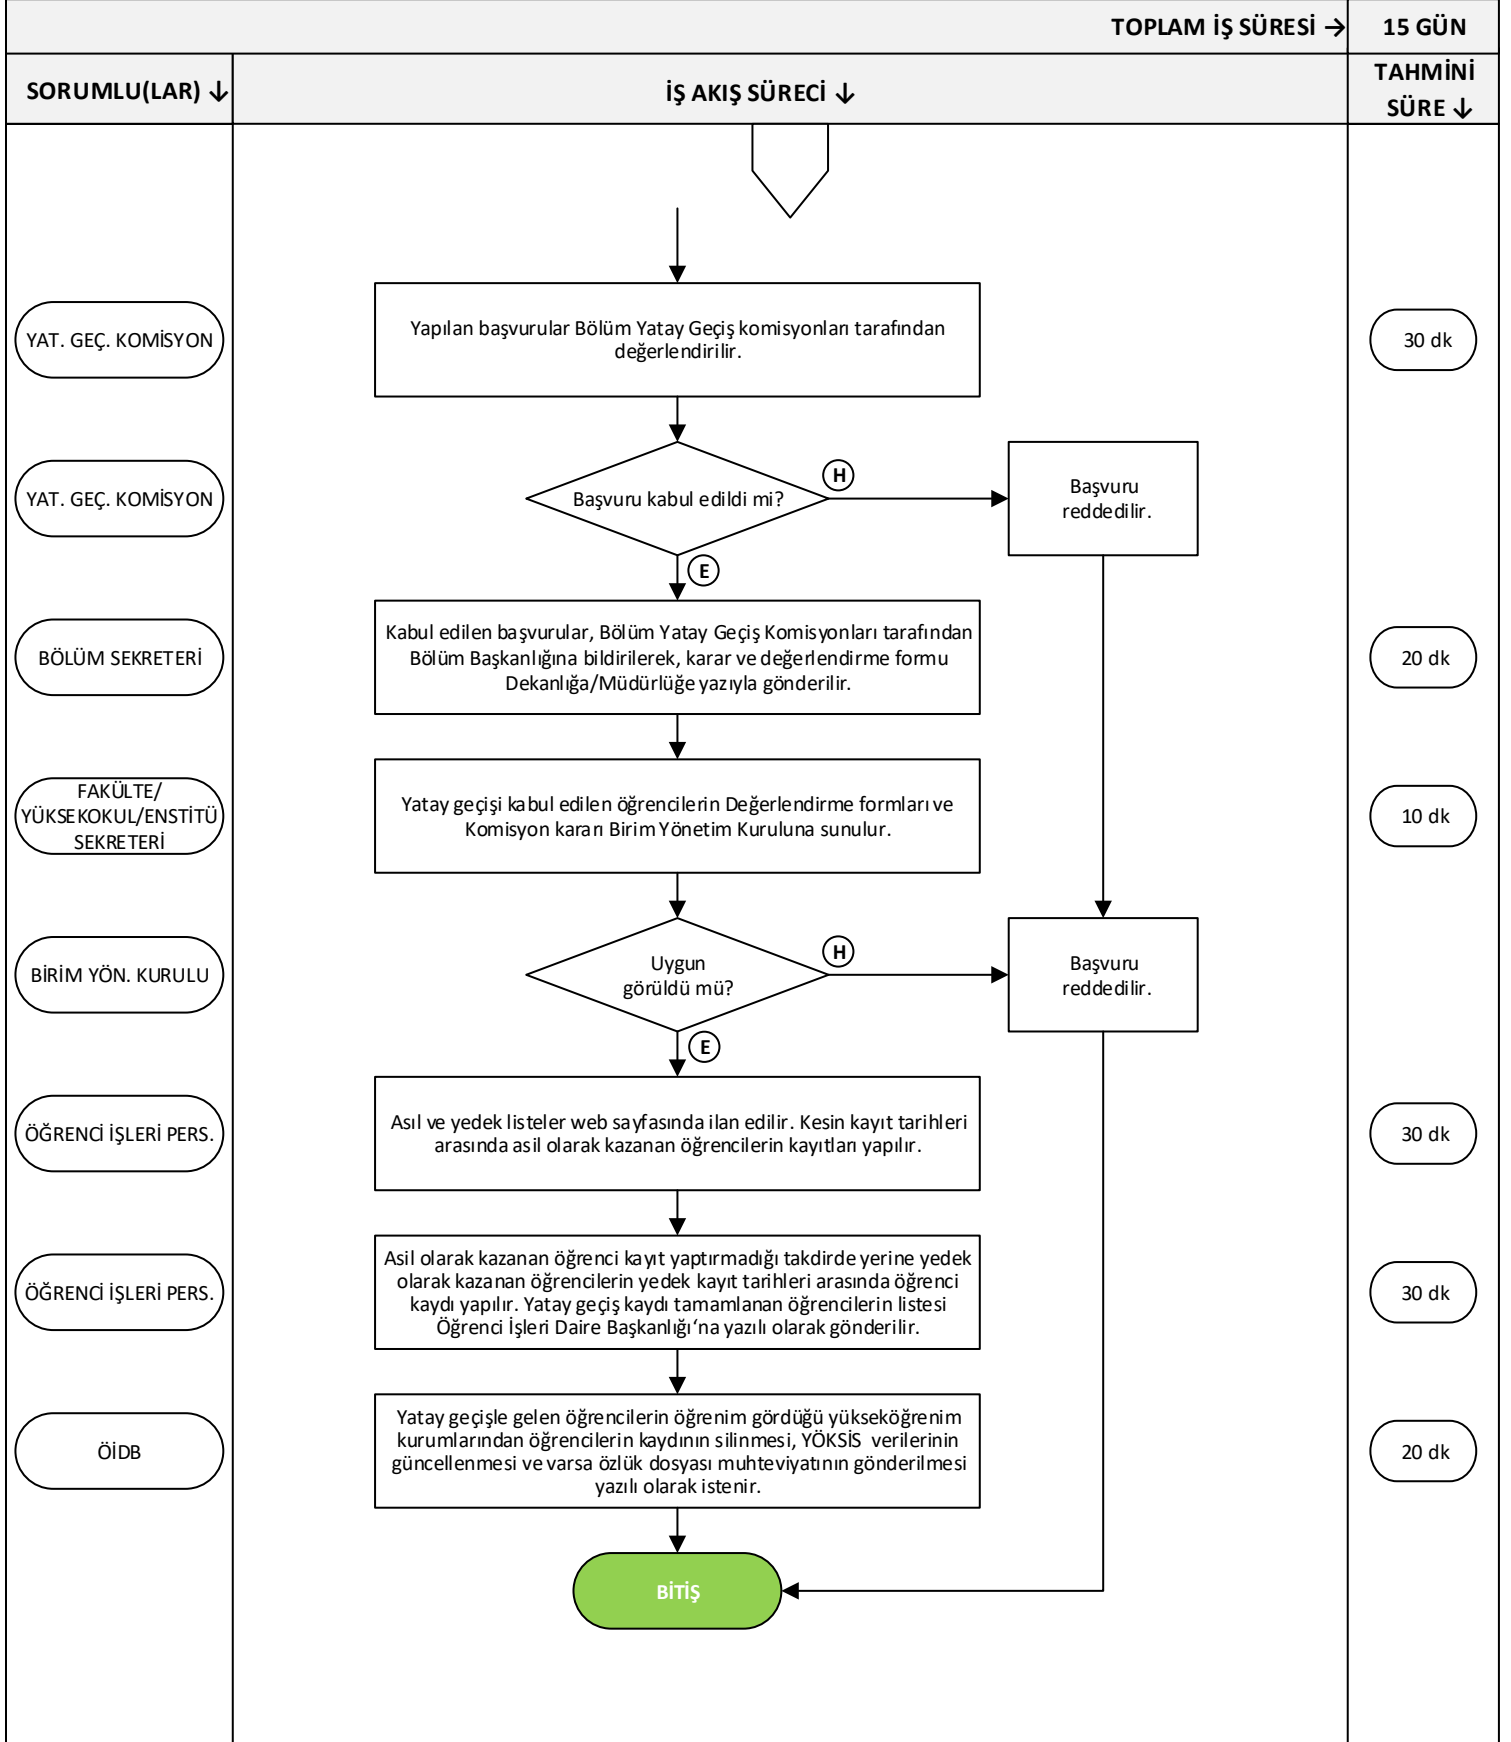 TOPLAM İŞ SÜRESİ →
15 GÜN
SORUMLU(LAR) ↓
İŞ AKIŞ SÜRECİ ↓
TAHMİNİ
SÜRE ↓
YAT. GEÇ. KOMİSYON
Yapılan başvurular Bölüm Yatay Geçiş komisyonları tarafından
değerlendirilir.
30 dk
YAT. GEÇ. KOMİSYON
Başvuru kabul edildi mi?
H
Başvuru
reddedilir.
E
BÖLÜM SEKRETERİ
Kabul edilen başvurular, Bölüm Yatay Geçiş Komisyonları tarafından
Bölüm Başkanlığına bildirilerek, karar ve değerlendirme formu
Dekanlığa/Müdürlüğe yazıyla gönderilir.
20 dk
FAKÜLTE/
YÜKSEKOKUL/ENSTİTÜ
SEKRETERİ
Yatay geçişi kabul edilen öğrencilerin Değerlendirme formları ve
Komisyon kararı Birim Yönetim Kuruluna sunulur.
10 dk
BİRİM YÖN. KURULU
Uygun
görüldü mü?
H
Başvuru
reddedilir.
E
ÖĞRENCİ İŞLERİ PERS.
Asıl ve yedek listeler web sayfasında ilan edilir. Kesin kayıt tarihleri
arasında asil olarak kazanan öğrencilerin kayıtları yapılır.
30 dk
ÖĞRENCİ İŞLERİ PERS.
Asil olarak kazanan öğrenci kayıt yaptırmadığı takdirde yerine yedek
olarak kazanan öğrencilerin yedek kayıt tarihleri arasında öğrenci
kaydı yapılır. Yatay geçiş kaydı tamamlanan öğrencilerin listesi
Öğrenci İşleri Daire Başkanlığı‘na yazılı olarak gönderilir.
30 dk
ÖİDB
Yatay geçişle gelen öğrencilerin öğrenim gördüğü yükseköğrenim
kurumlarından öğrencilerin kaydının silinmesi, YÖKSİS verilerinin
güncellenmesi ve varsa özlük dosyası muhteviyatının gönderilmesi
yazılı olarak istenir.
20 dk
BİTİŞ